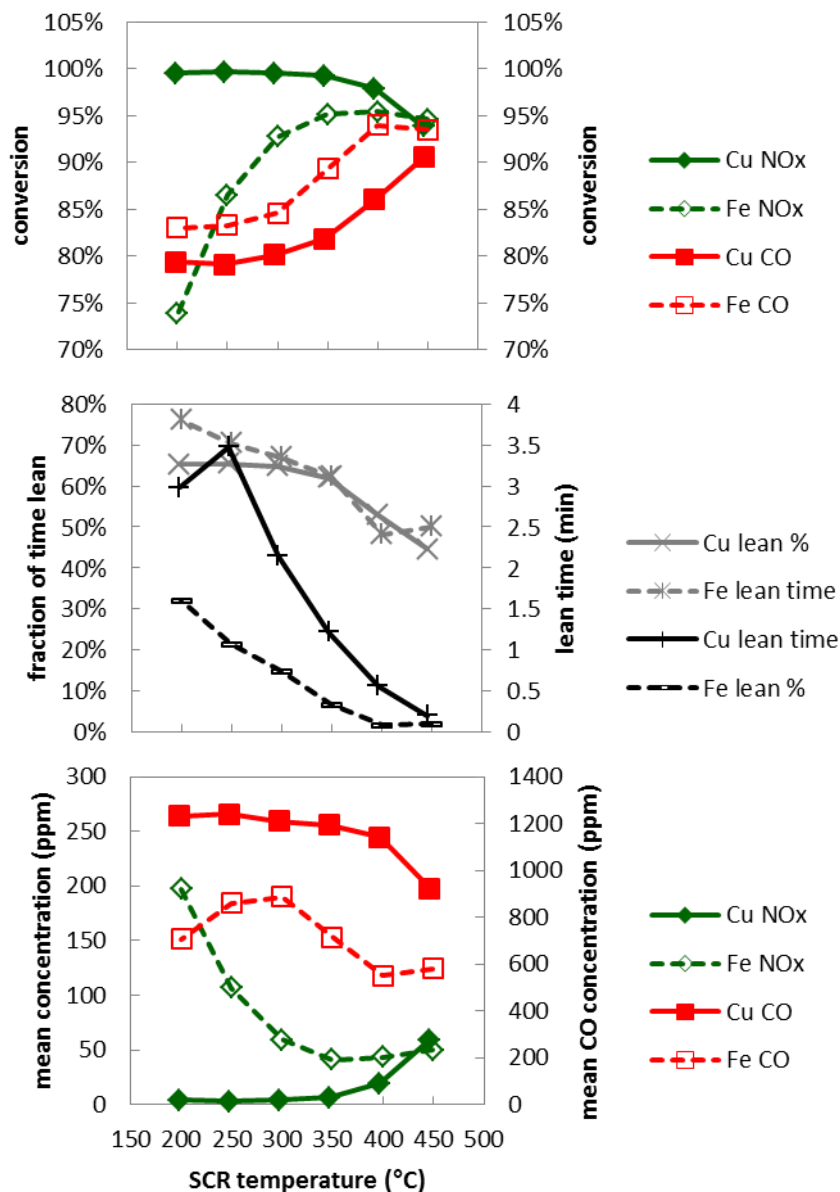 105%
100%
95%
90%
85%
80%
75%
70%
conversion
105%
100%
95%
90%
85%
80%
75%
70%
conversion
Cu NOx
Fe NOx
Cu CO
Fe CO
80%
70%
60%
50%
40%
30%
20%
10%
0%
fraction of time lean
4
3.5
3
2.5
2
1.5
1
0.5
0
lean time (min)
Cu lean %
Fe lean time
Cu lean time
Fe lean %
300
250
200
150
100
50
0
mean concentration (ppm)
1400
1200
1000
800
600
400
200
0
mean CO concentration (ppm)
Cu NOx
Fe NOx
Cu CO
Fe CO
150 200 250 300 350 400 450 500
SCR temperature (°C)